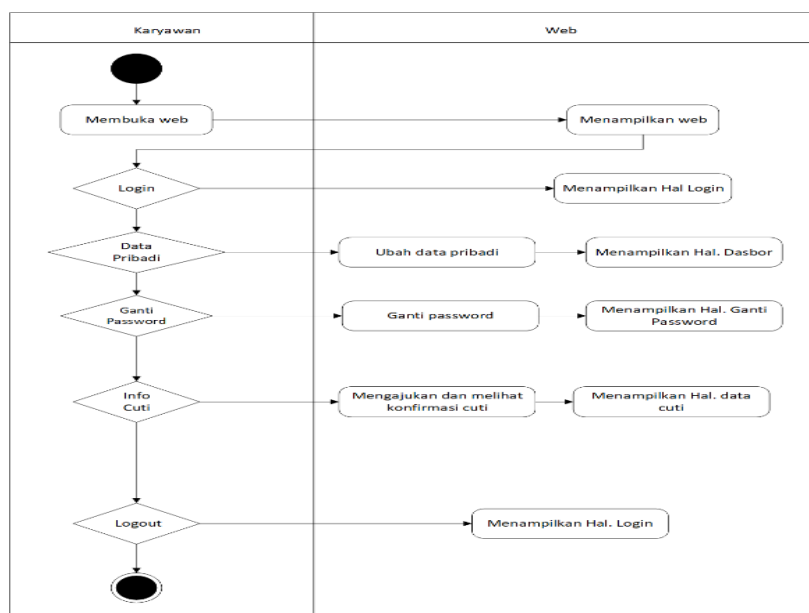 Karyawan
Web
Membuka web
Menampilkan web
Login
Menampilkan Hal Login
Data
Pribadi
Ubah data pribadi
Menampilkan Hal. Dasbor
Ganti
Password
Ganti password
Menampilkan Hal. Ganti
Password
Info
Cuti
Mengajukan dan melihat
konfirmasi cuti
Menampilkan Hal. data
cuti
Logout
Menampilkan Hal. Login